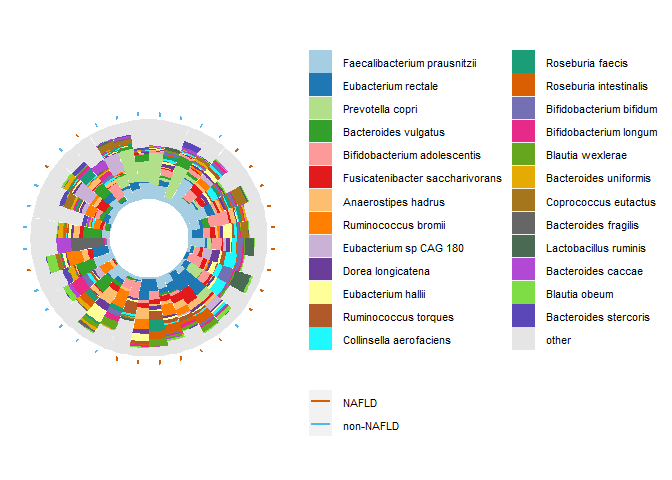 Faecalibacterium prausnitzii
Eubacterium rectale
Prevotella copri
Bacteroides vulgatus
Bifidobacterium adolescentis
Fusicatenibacter saccharivorans
Anaerostipes hadrus
Ruminococcus bromii
Eubacterium sp CAG 180
Dorea longicatena
Eubacterium hallii
Ruminococcus torques
Collinsella aerofaciens
Roseburia faecis
Roseburia intestinalis
Bifidobacterium bifidum
Bifidobacterium longum
Blautia wexlerae
Bacteroides uniformis
Coprococcus eutactus
Bacteroides fragilis
Lactobacillus ruminis
Bacteroides caccae
Blautia obeum
Bacteroides stercoris
other
NAFLD
non-NAFLD